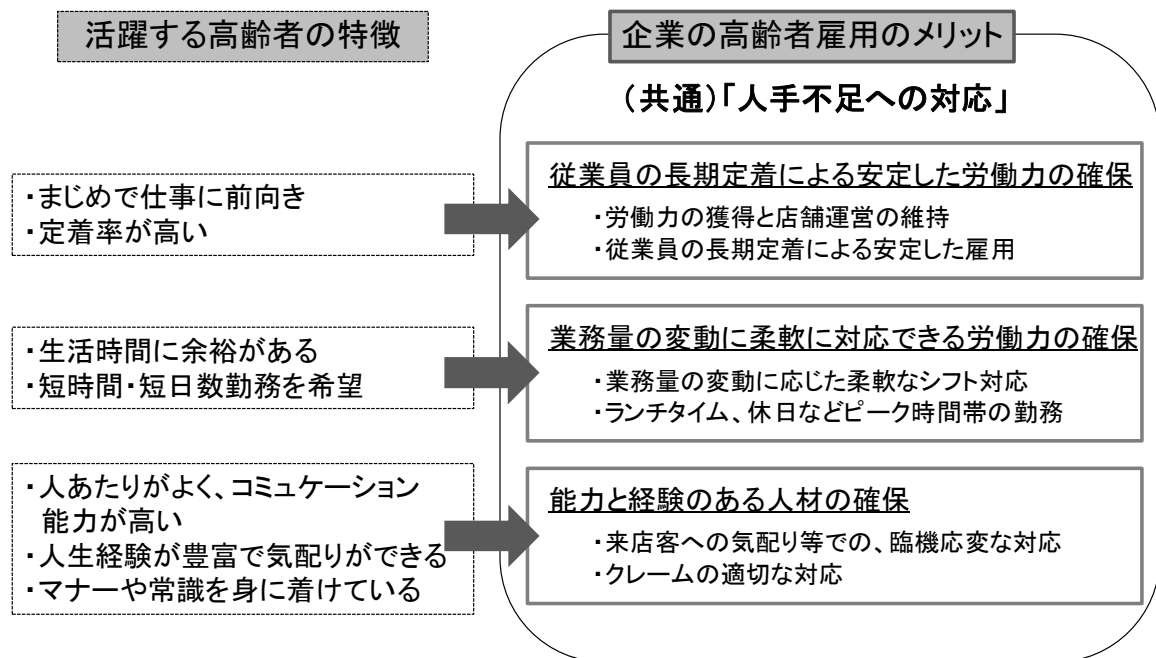 活躍する高齢者の特徴
企業の高齢者雇用のメリット
(共通)「人手不足への対応」
・まじめで仕事に前向き
・定着率が高い
従業員の長期定着による安定した労働力の確保
・労働力の獲得と店舗運営の維持
・従業員の長期定着による安定した雇用
・生活時間に余裕がある
・短時間・短日数勤務を希望
業務量の変動に柔軟に対応できる労働力の確保
・業務量の変動に応じた柔軟なシフト対応
・ランチタイム、休日などピーク時間帯の勤務
・人あたりがよく、コミュケーション
能力が高い
・人生経験が豊富で気配りができる
・マナーや常識を身に着けている
能力と経験のある人材の確保
・来店客への気配り等での、臨機応変な対応
・クレームの適切な対応